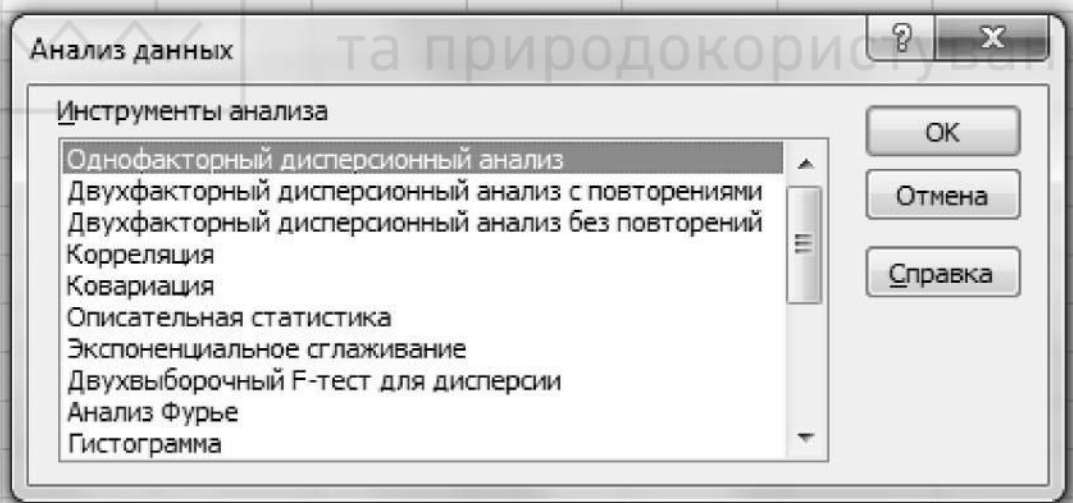 та природокористуван
Анализ данных
Инструменты анализа
Однофакторный дисперсионный анализ
Двухфакторный дисперсионный анализ с повторениями
Двухфакторный дисперсионный анализ без повторений
Корреляция
Ковариация
Описательная статистика
Экспоненциальное сглаживание
Двухвыборочный F-тест для дисперсии
Анализ Фурье
Гистограмма
OK
Отмена
Справка